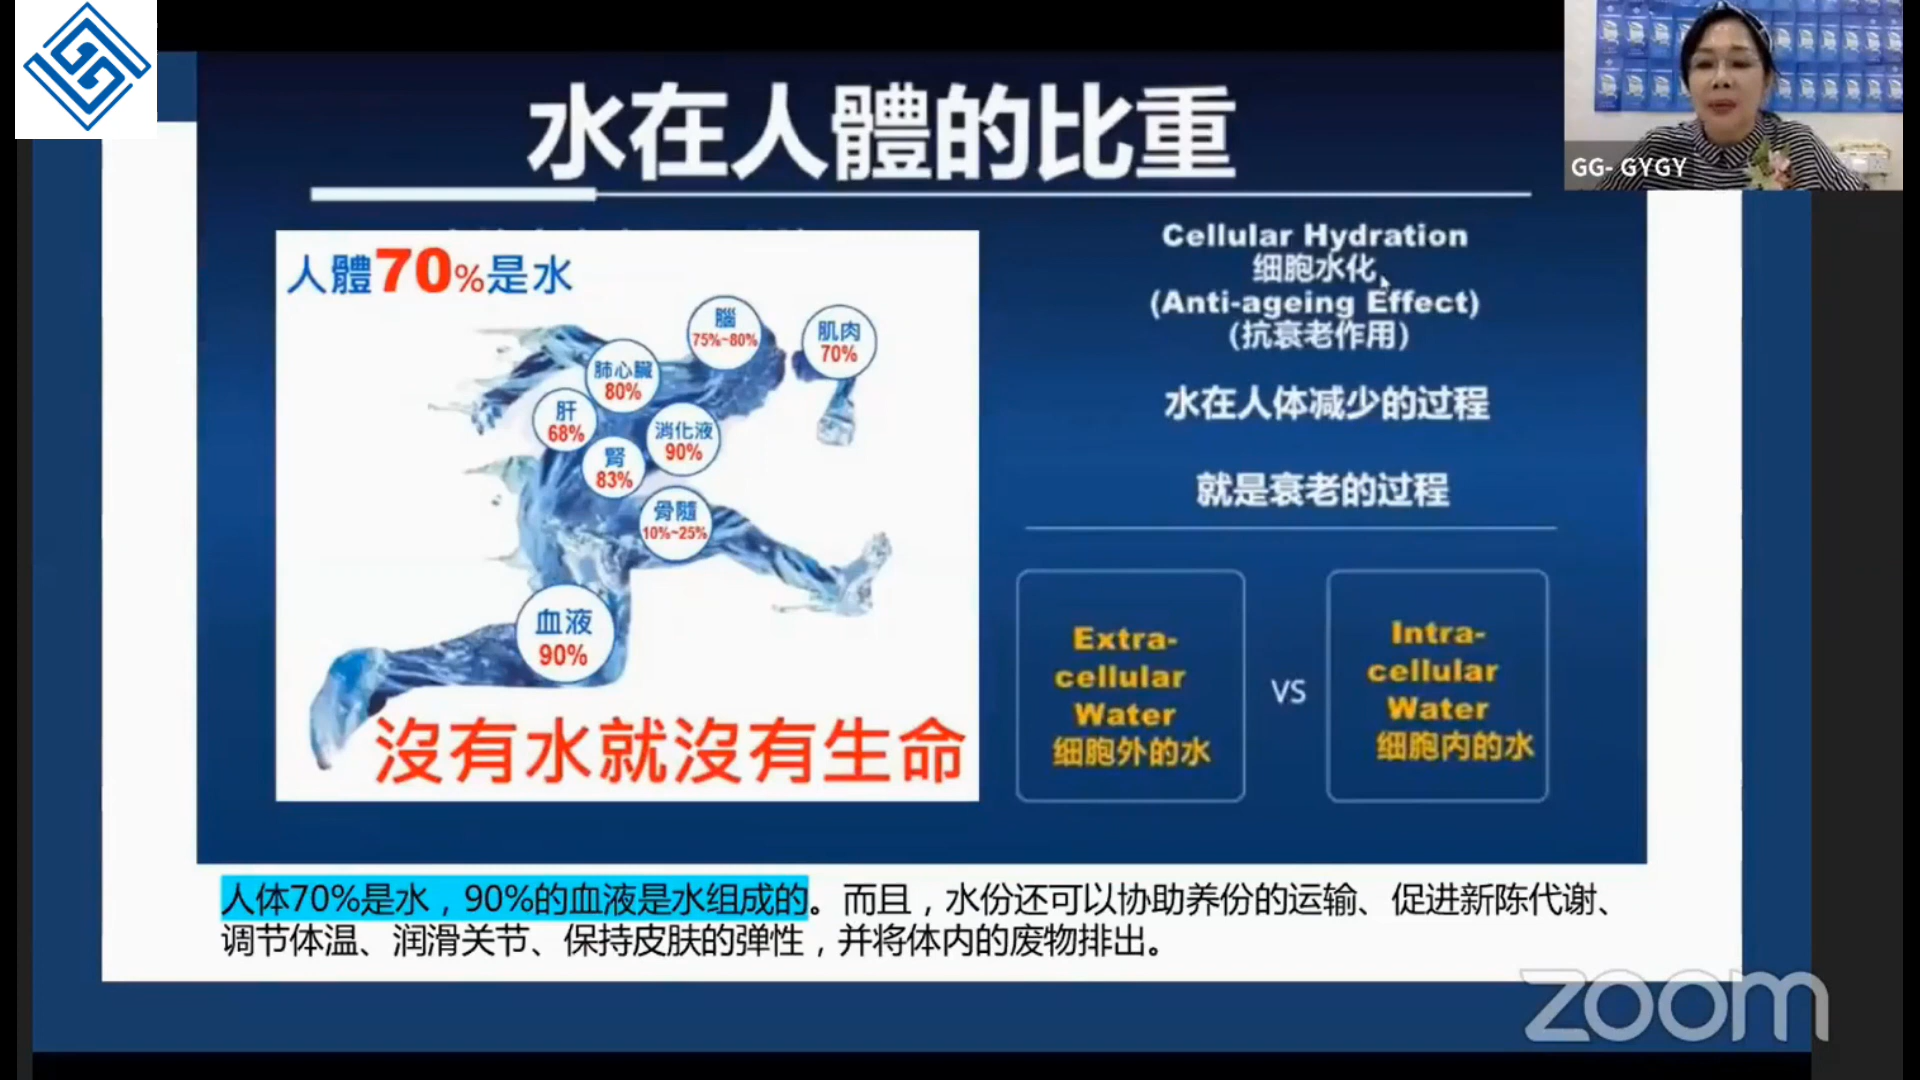 水在人體的比重
GG- GYGY
人體70%是水
腦
75%~80%
肌肉
70%
肺心臟
80%
肝
68%
消化液
90%
腎
83%
骨髓
10%~25%
血液
90%
沒有水就沒有生命
Cellular Hydration
细胞水化
(Anti-ageing Effect)
(抗衰老作用)
水在人体减少的过程
就是衰老的过程
Extra-
cellular
Water
细胞外的水
VS
Intra-
cellular
Water
细胞内的水
人体70%是水，90%的血液是水组成的。而且，水份还可以协助养份的运输、促进新陈代谢、
调节体温、润滑关节、保持皮肤的弹性，并将体内的废物排出。
zoom